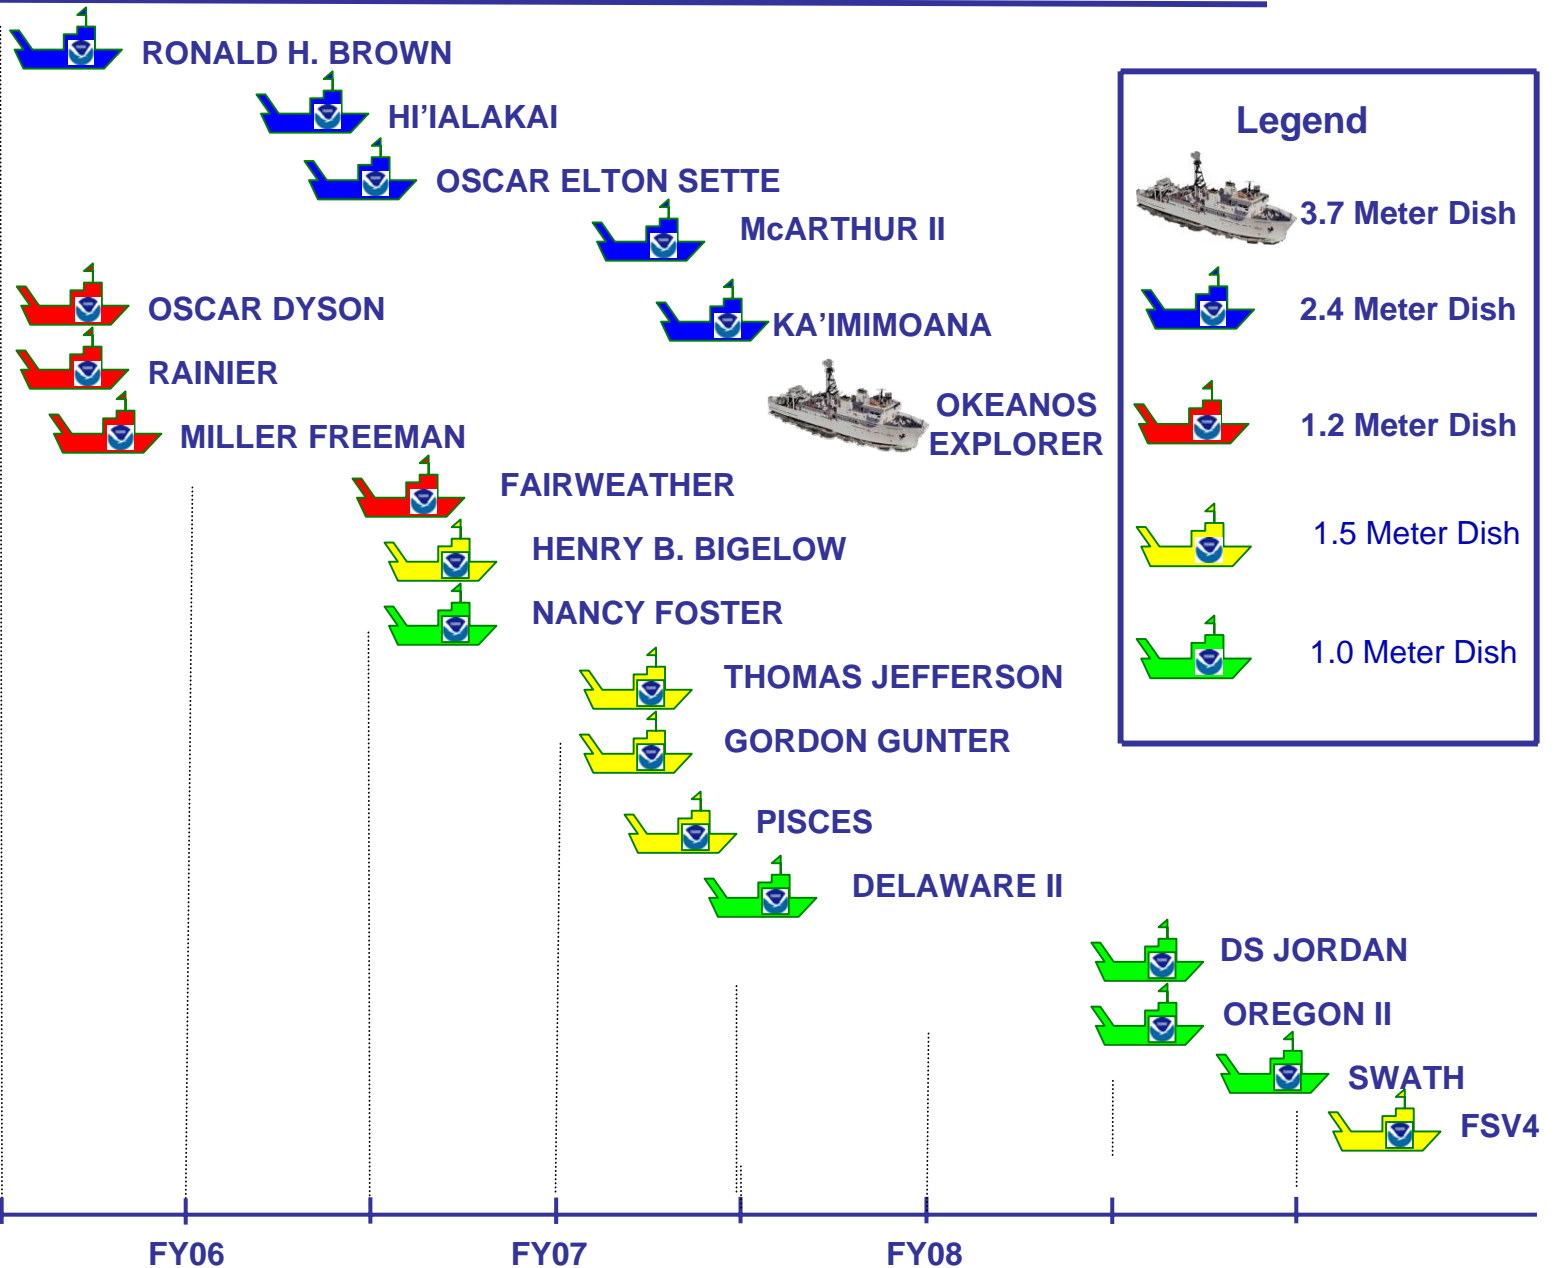 RONALD H. BROWN
HI'IALAKAI
OSCAR ELTON SETTE
McARTHUR II
OSCAR DYSON
KA'IMIMOANA
RAINIER
OKEANOS
EXPLORER
MILLER FREEMAN
FAIRWEATHER
HENRY B. BIGELOW
NANCY FOSTER
THOMAS JEFFERSON
GORDON GUNTER
PISCES
DELAWARE II
DS JORDAN
OREGON II
SWATH
FSV4
Legend
3.7 Meter Dish
2.4 Meter Dish
1.2 Meter Dish
1.5 Meter Dish
1.0 Meter Dish
FY06
FY07
FY08